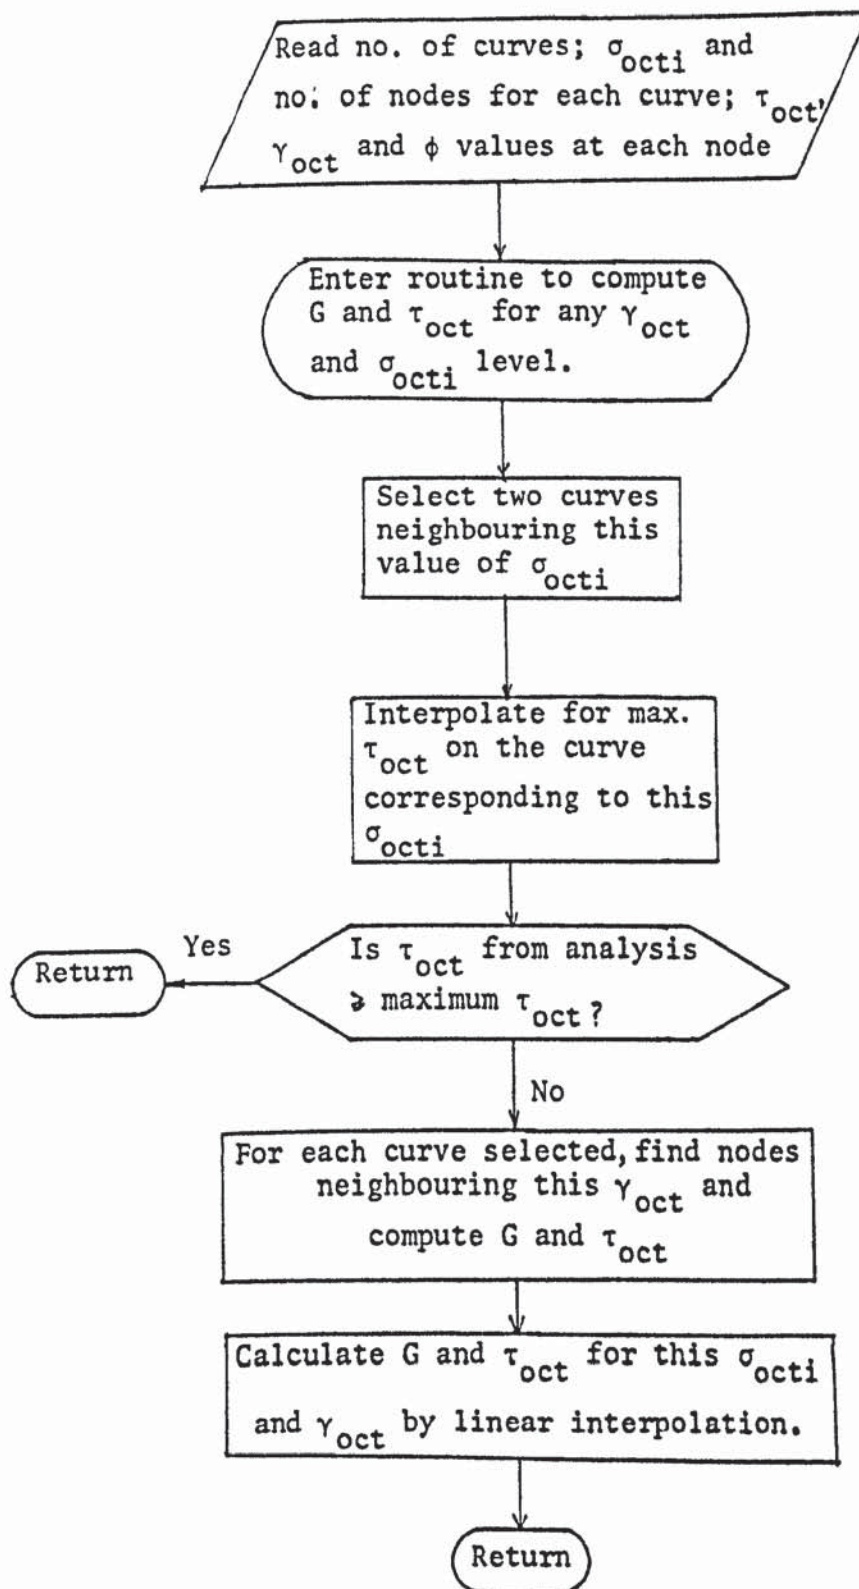 Read no. of curves; σocti and
no. of nodes for each curve; τoct,
γoct and ϕ values at each node
Enter routine to compute
G and τoct for any γoct
and σocti level.
Select two curves
neighbouring this
value of σocti
Interpolate for max.
τoct on the curve
corresponding to this
σocti
Is τoct from analysis
⩾ maximum τoct?
Yes
Return
No
For each curve selected, find nodes
neighbouring this γoct and
compute G and τoct
Calculate G and τoct for this σocti
and γoct by linear interpolation.
Return